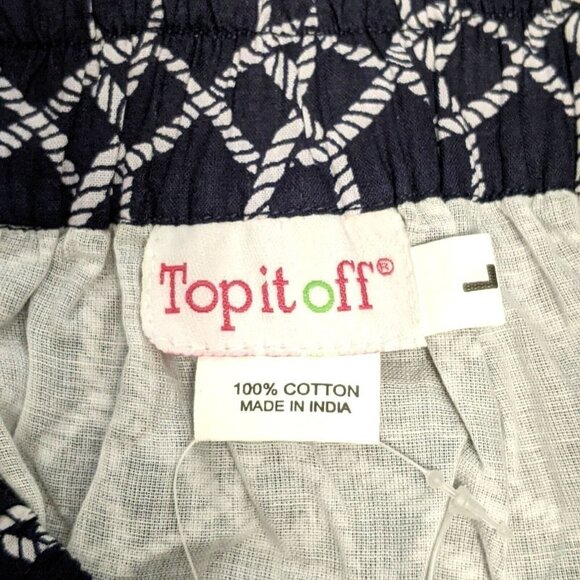 Top it off®
L
100% COTTON
MADE IN INDIA